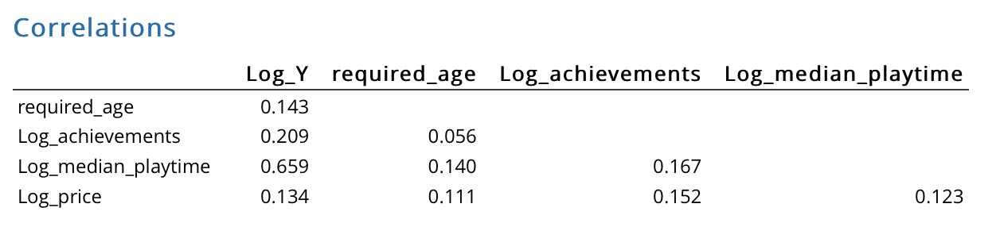 Correlations
Log_Y required_age Log_achievements Log_median_playtime
required_age 0.143
Log_achievements 0.209 0.056
Log_median_playtime 0.659 0.140 0.167
Log_price 0.134 0.111 0.152 0.123